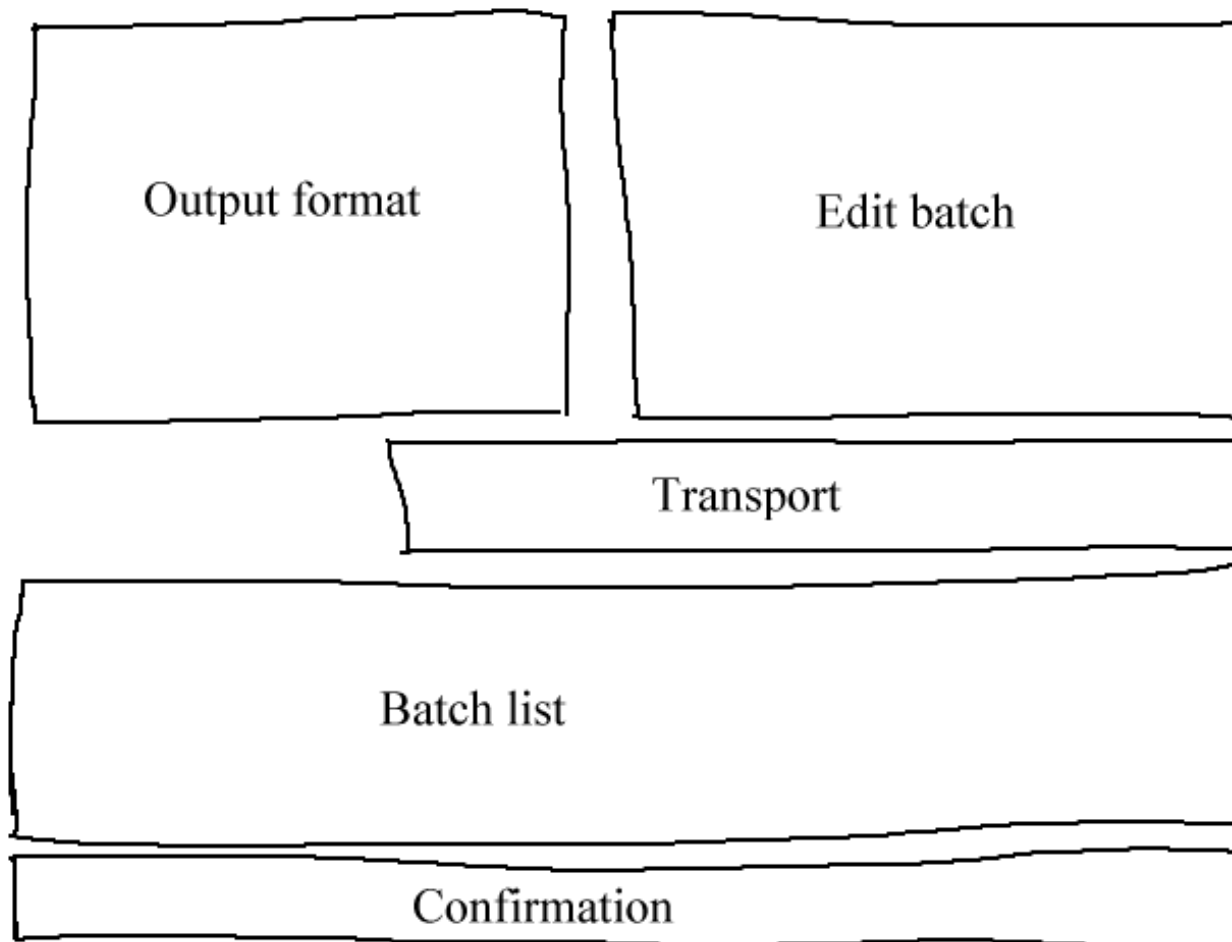 Output format
Edit batch
Transport
Batch list
Confirmation